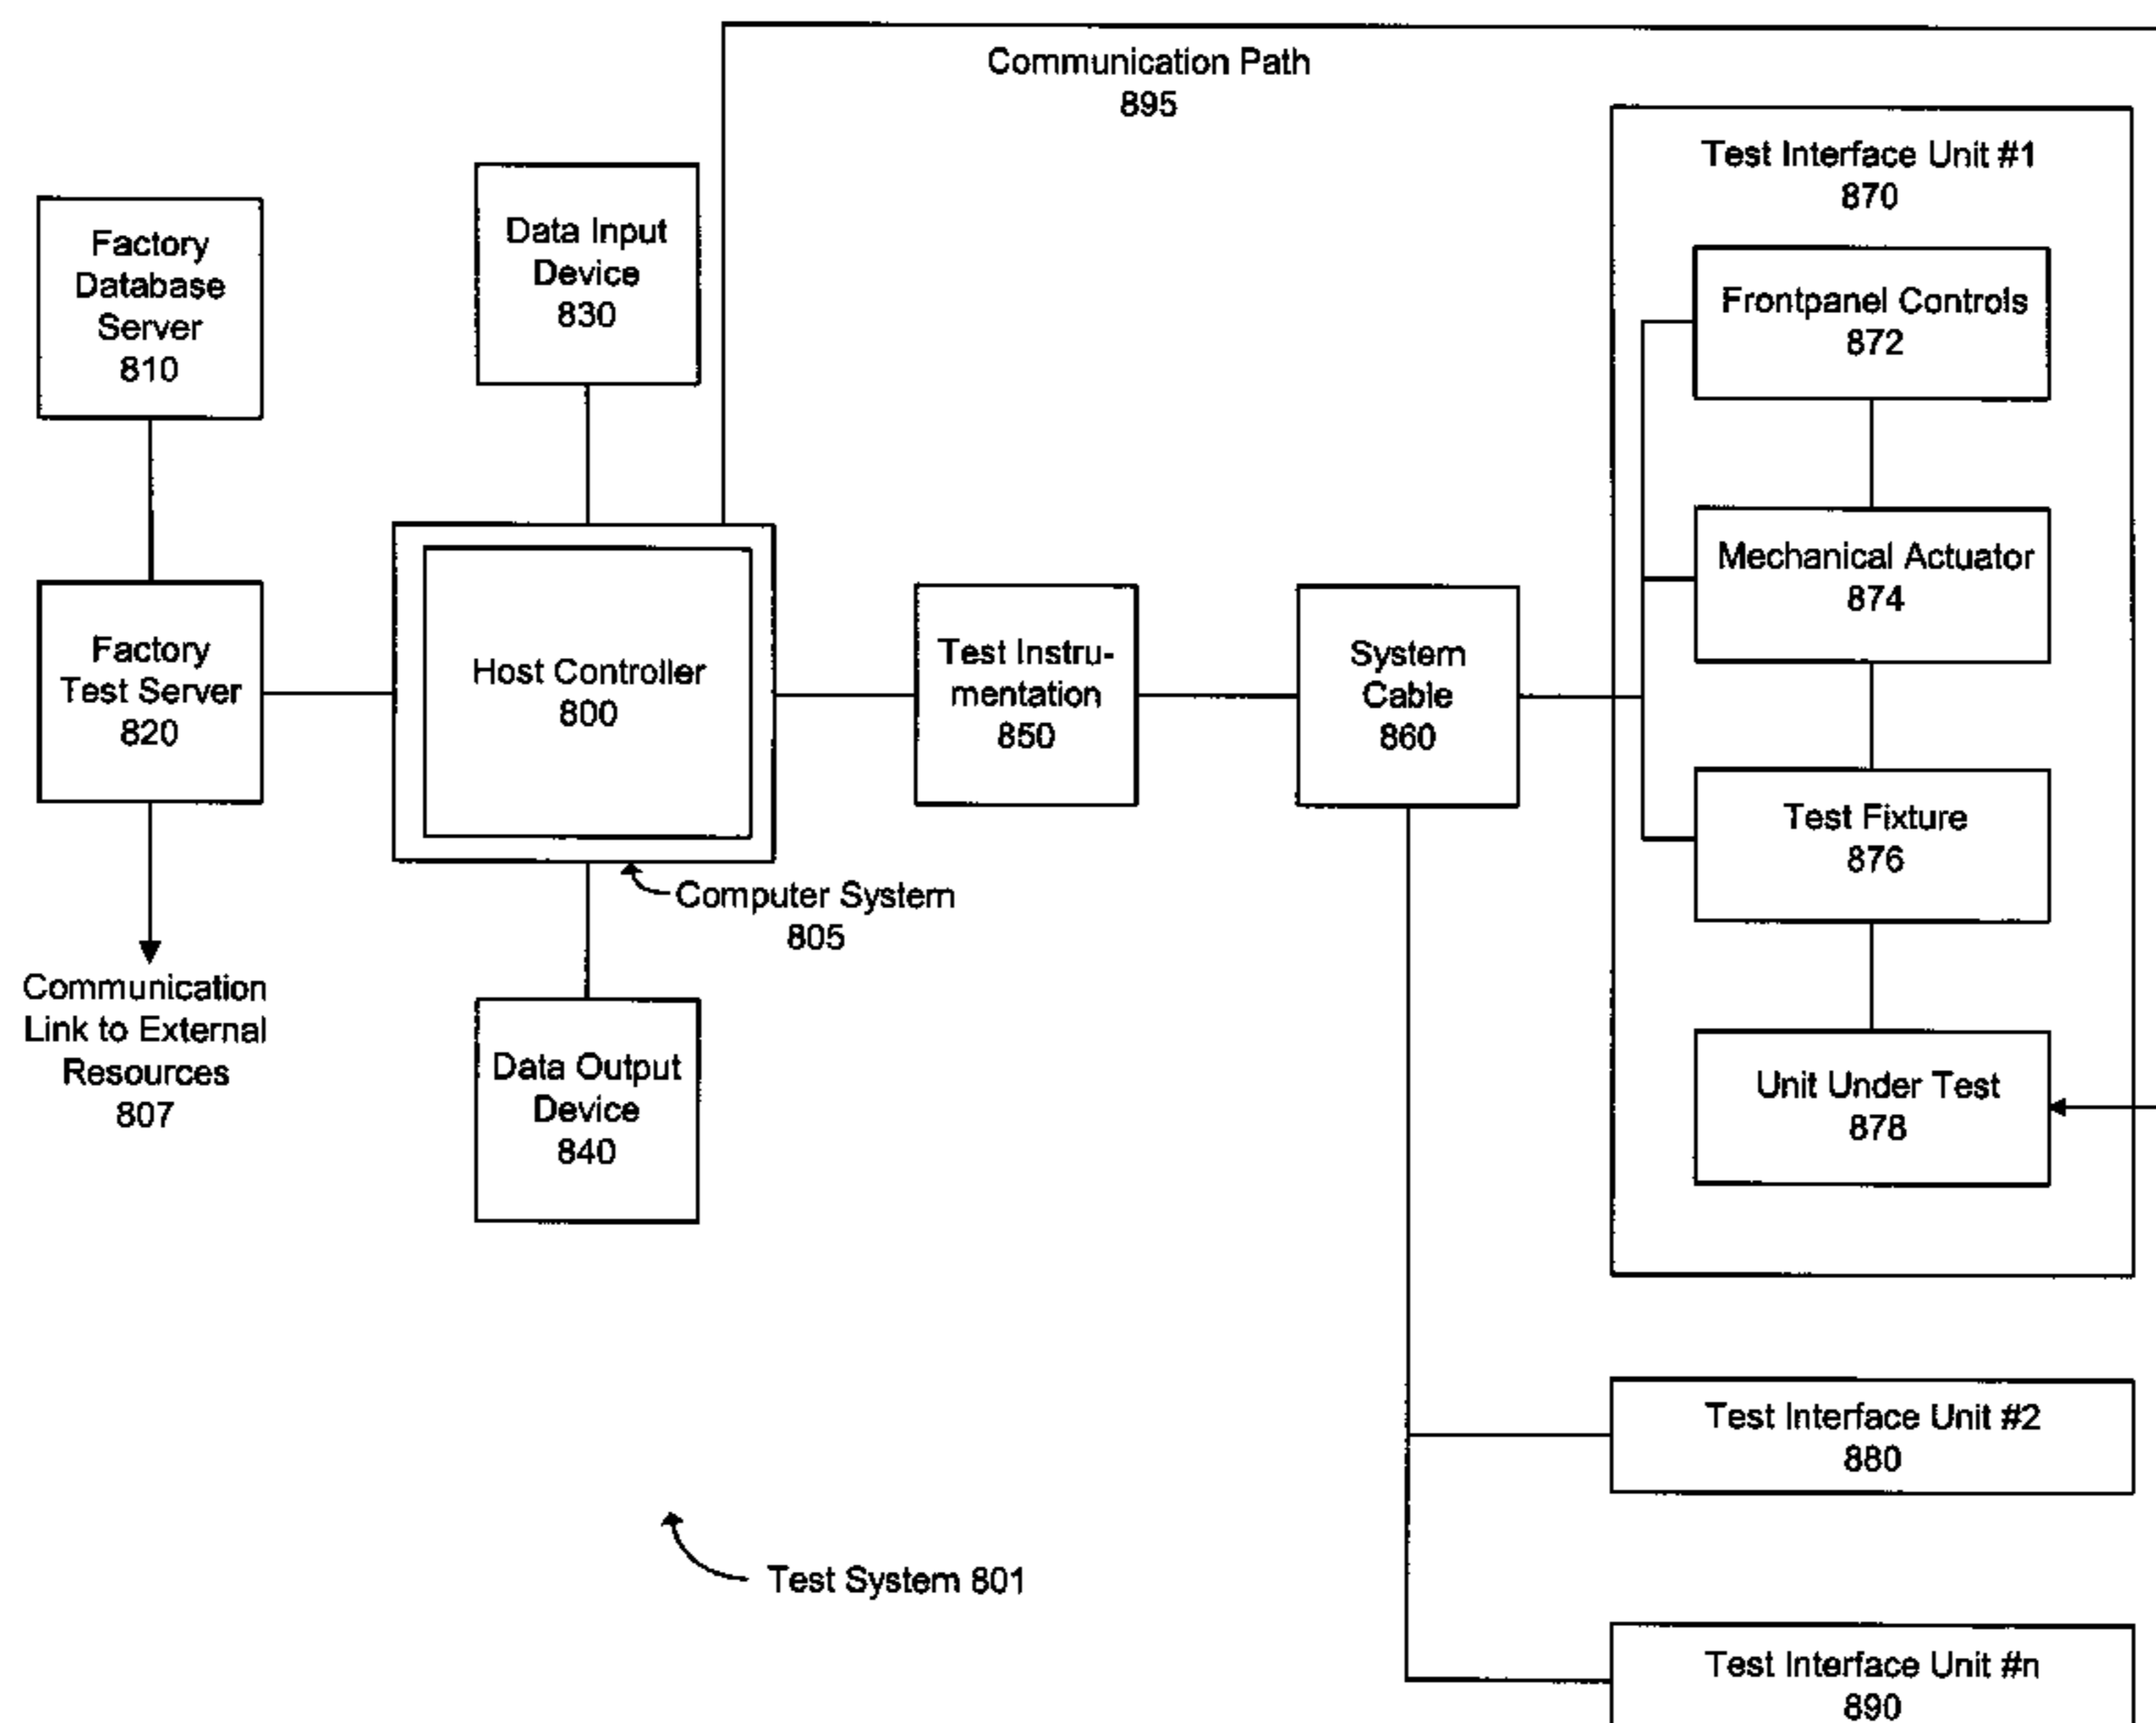 Communication Path
895
Test Interface Unit #1
870
Factory
Database
Server
810
Data Input
Device
830
Frontpanel Controls
872
Mechanical Actuator
874
Factory
Test Server
820
Host Controller
800
Test Instru-
mentation
850
System
Cable
860
Test Fixture
876
Computer System
805
Communication
Link to External
Resources
807
Data Output
Device
840
Unit Under Test
878
Test Interface Unit #2
880
Test System 801
Test Interface Unit #n
890